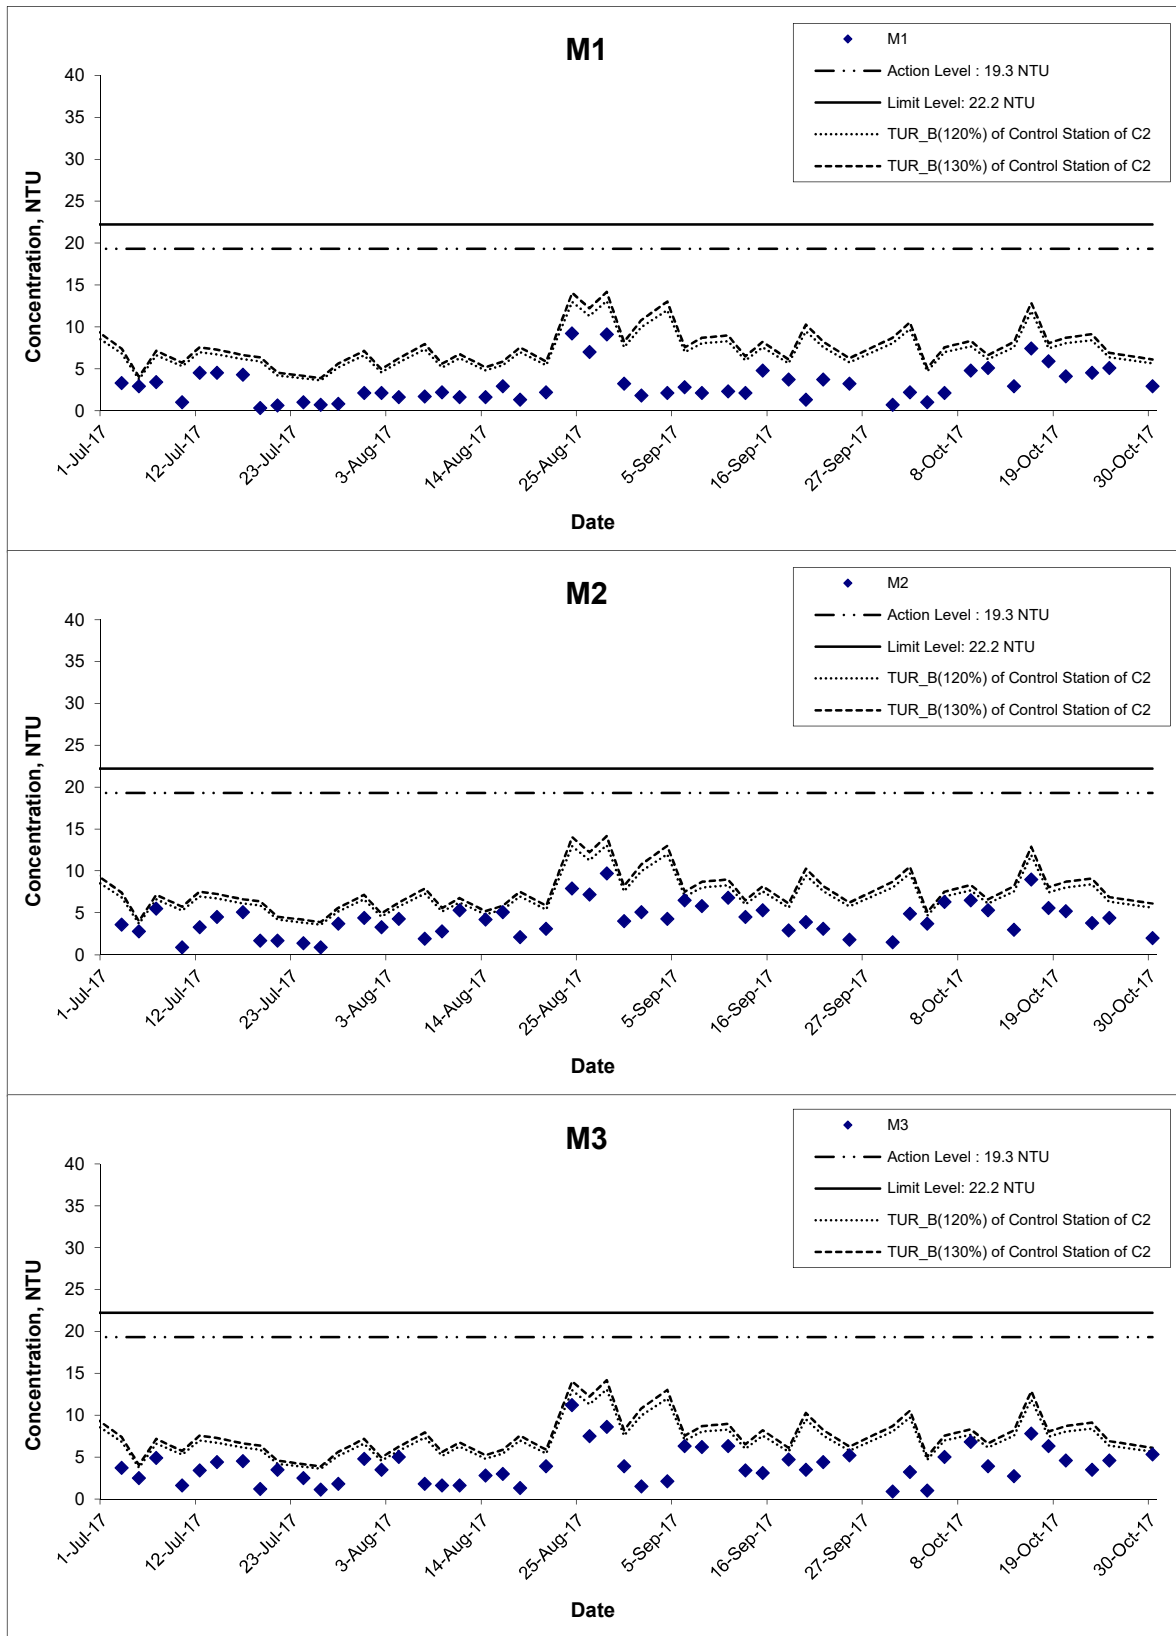 M1
M1
Action Level : 19.3 NTU
Limit Level: 22.2 NTU
TUR_B(120%) of Control Station of C2
TUR_B(130%) of Control Station of C2
Concentration, NTU
40
35
30
25
20
15
10
5
0
1-Jul-17
12-Jul-17
23-Jul-17
3-Aug-17
14-Aug-17
25-Aug-17
5-Sep-17
16-Sep-17
27-Sep-17
8-Oct-17
19-Oct-17
30-Oct-17
Date
M2
M2
Action Level : 19.3 NTU
Limit Level: 22.2 NTU
TUR_B(120%) of Control Station of C2
TUR_B(130%) of Control Station of C2
Concentration, NTU
40
35
30
25
20
15
10
5
0
1-Jul-17
12-Jul-17
23-Jul-17
3-Aug-17
14-Aug-17
25-Aug-17
5-Sep-17
16-Sep-17
27-Sep-17
8-Oct-17
19-Oct-17
30-Oct-17
Date
M3
M3
Action Level : 19.3 NTU
Limit Level: 22.2 NTU
TUR_B(120%) of Control Station of C2
TUR_B(130%) of Control Station of C2
Concentration, NTU
40
35
30
25
20
15
10
5
0
1-Jul-17
12-Jul-17
23-Jul-17
3-Aug-17
14-Aug-17
25-Aug-17
5-Sep-17
16-Sep-17
27-Sep-17
8-Oct-17
19-Oct-17
30-Oct-17
Date